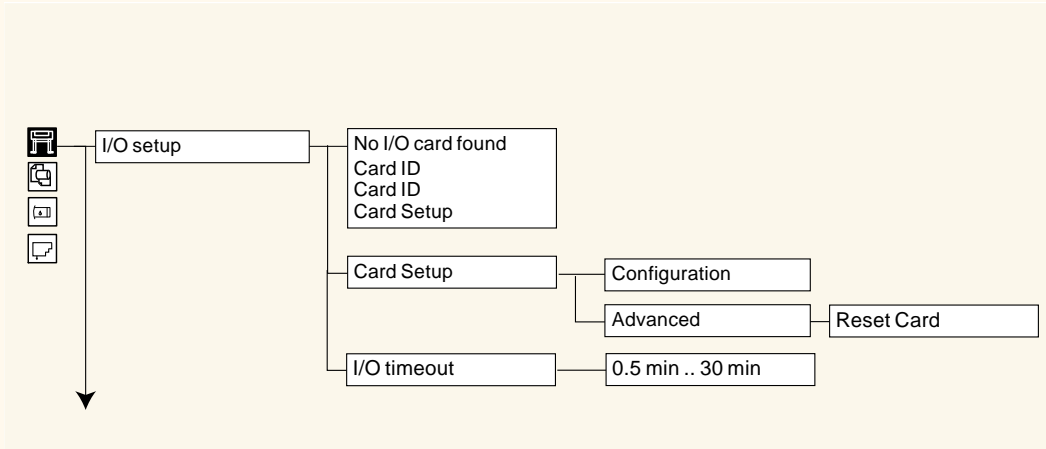 I/O setup
No I/O card found
Card ID
Card ID
Card Setup
Card Setup
Configuration
Advanced
Reset Card
I/O timeout
0.5 min .. 30 min